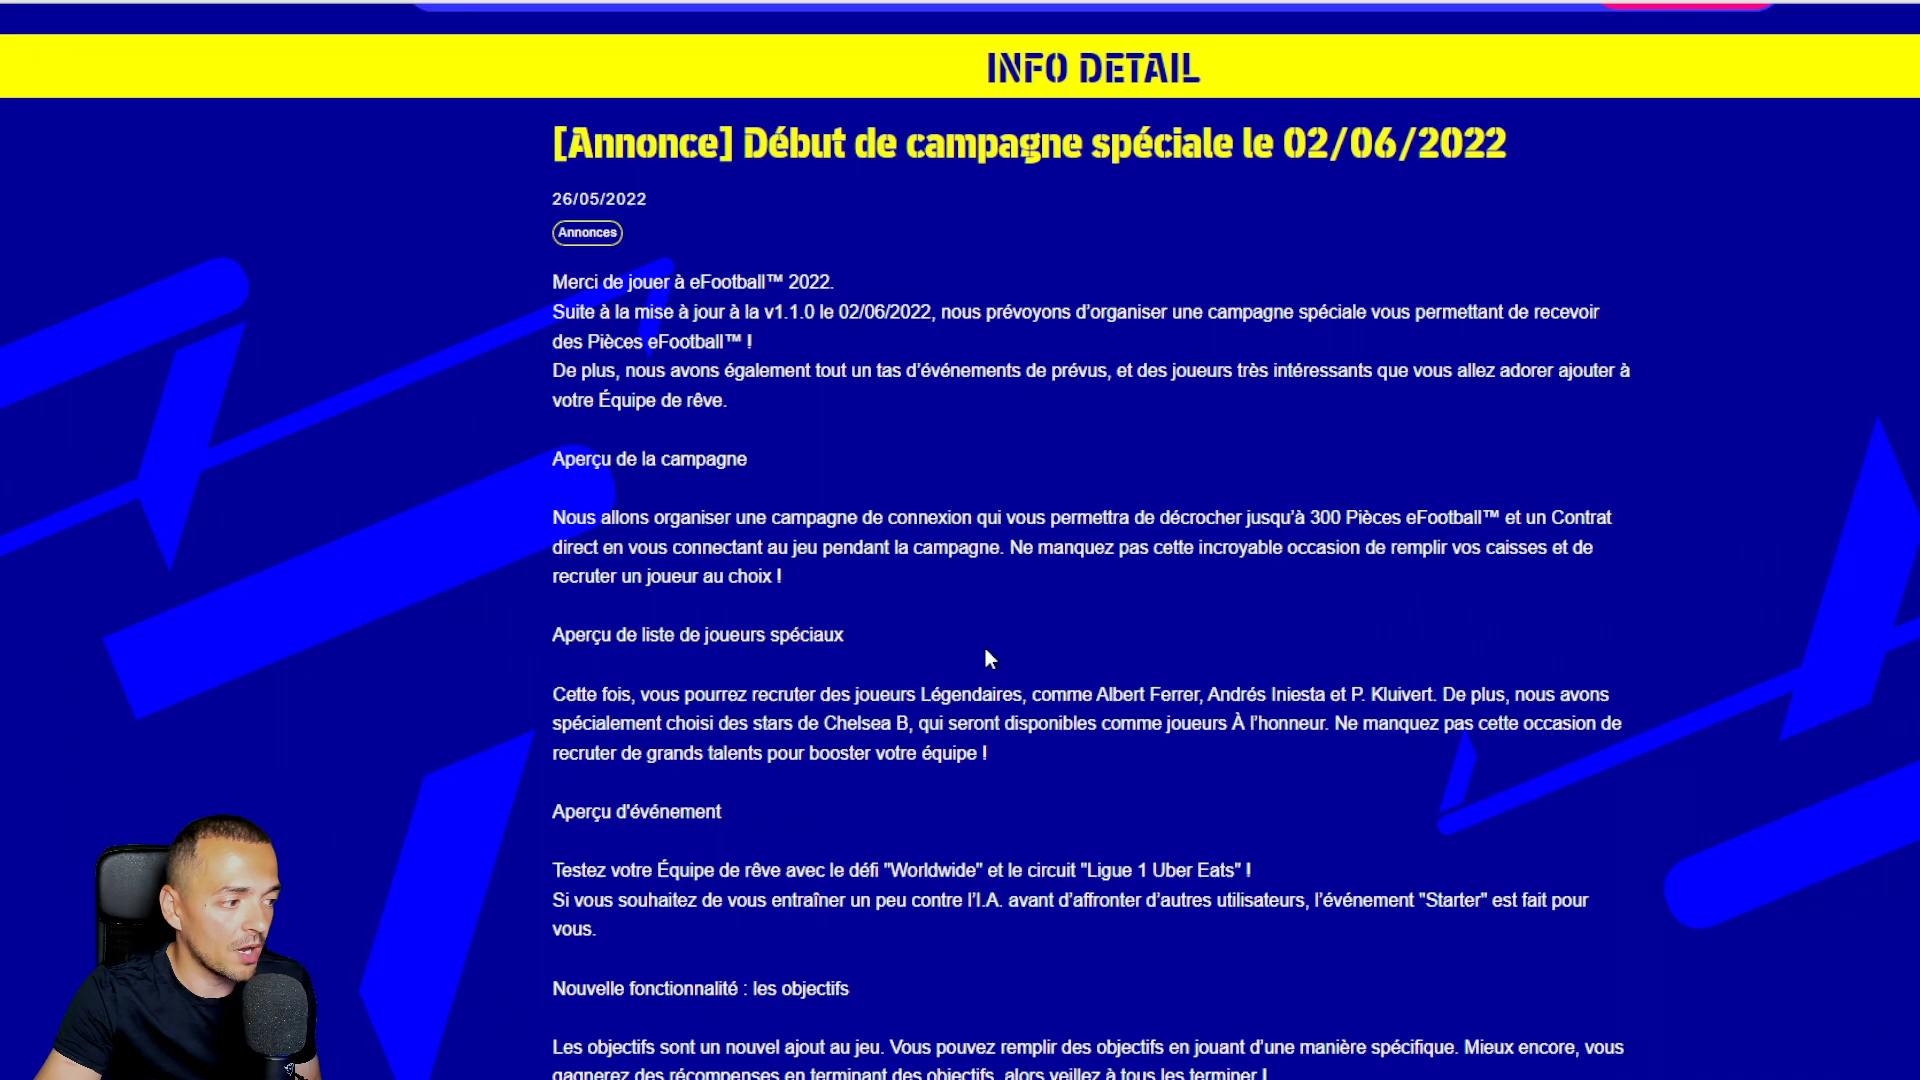 INFO DETAIL
[Annonce] Début de campagne spéciale le 02/06/2022
26/05/2022
Annonces
Merci de jouer à eFootball™ 2022.
Suite à la mise à jour à la v1.1.0 le 02/06/2022, nous prévoyons d’organiser une campagne spéciale vous permettant de recevoir
des Pièces eFootball™ !
De plus, nous avons également tout un tas d’événements de prévus, et des joueurs très intéressants que vous allez adorer ajouter à
votre Équipe de rêve.
Aperçu de la campagne
Nous allons organiser une campagne de connexion qui vous permettra de décrocher jusqu’à 300 Pièces eFootball™ et un Contrat
direct en vous connectant au jeu pendant la campagne. Ne manquez pas cette incroyable occasion de remplir vos caisses et de
recruter un joueur au choix !
Aperçu de liste de joueurs spéciaux
Cette fois, vous pourrez recruter des joueurs Légendaires, comme Albert Ferrer, Andrés Iniesta et P. Kluivert. De plus, nous avons
spécialement choisi des stars de Chelsea B, qui seront disponibles comme joueurs À l’honneur. Ne manquez pas cette occasion de
recruter de grands talents pour booster votre équipe !
Aperçu d'événement
Testez votre Équipe de rêve avec le défi "Worldwide" et le circuit "Ligue 1 Uber Eats" !
Si vous souhaitez de vous entraîner un peu contre l’I.A. avant d’affronter d’autres utilisateurs, l’événement "Starter" est fait pour
vous.
Nouvelle fonctionnalité : les objectifs
Les objectifs sont un nouvel ajout au jeu. Vous pouvez remplir des objectifs en jouant d’une manière spécifique. Mieux encore, vous
gagnerez des récompenses en terminant des objectifs, alors veillez à tous les terminer !